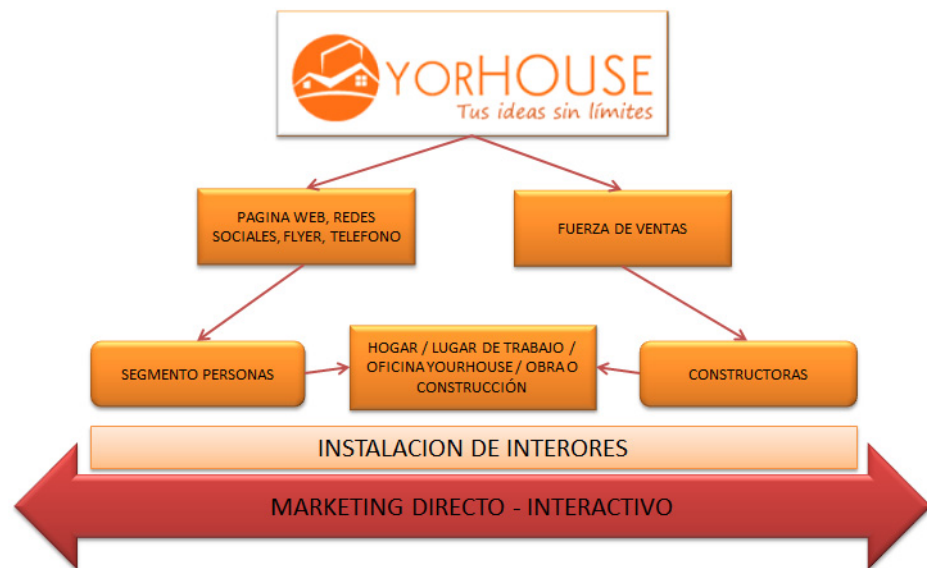 YORHOUSE
Tus ideas sin límites
PAGINA WEB, REDES
SOCIALES, FLYER, TELEFONO
FUERZA DE VENTAS
SEGMENTO PERSONAS
HOGAR / LUGAR DE TRABAJO /
OFICINA YOURHOUSE / OBRA O
CONSTRUCCIÓN
CONSTRUCTORAS
INSTALACION DE INTERORES
MARKETING DIRECTO - INTERACTIVO